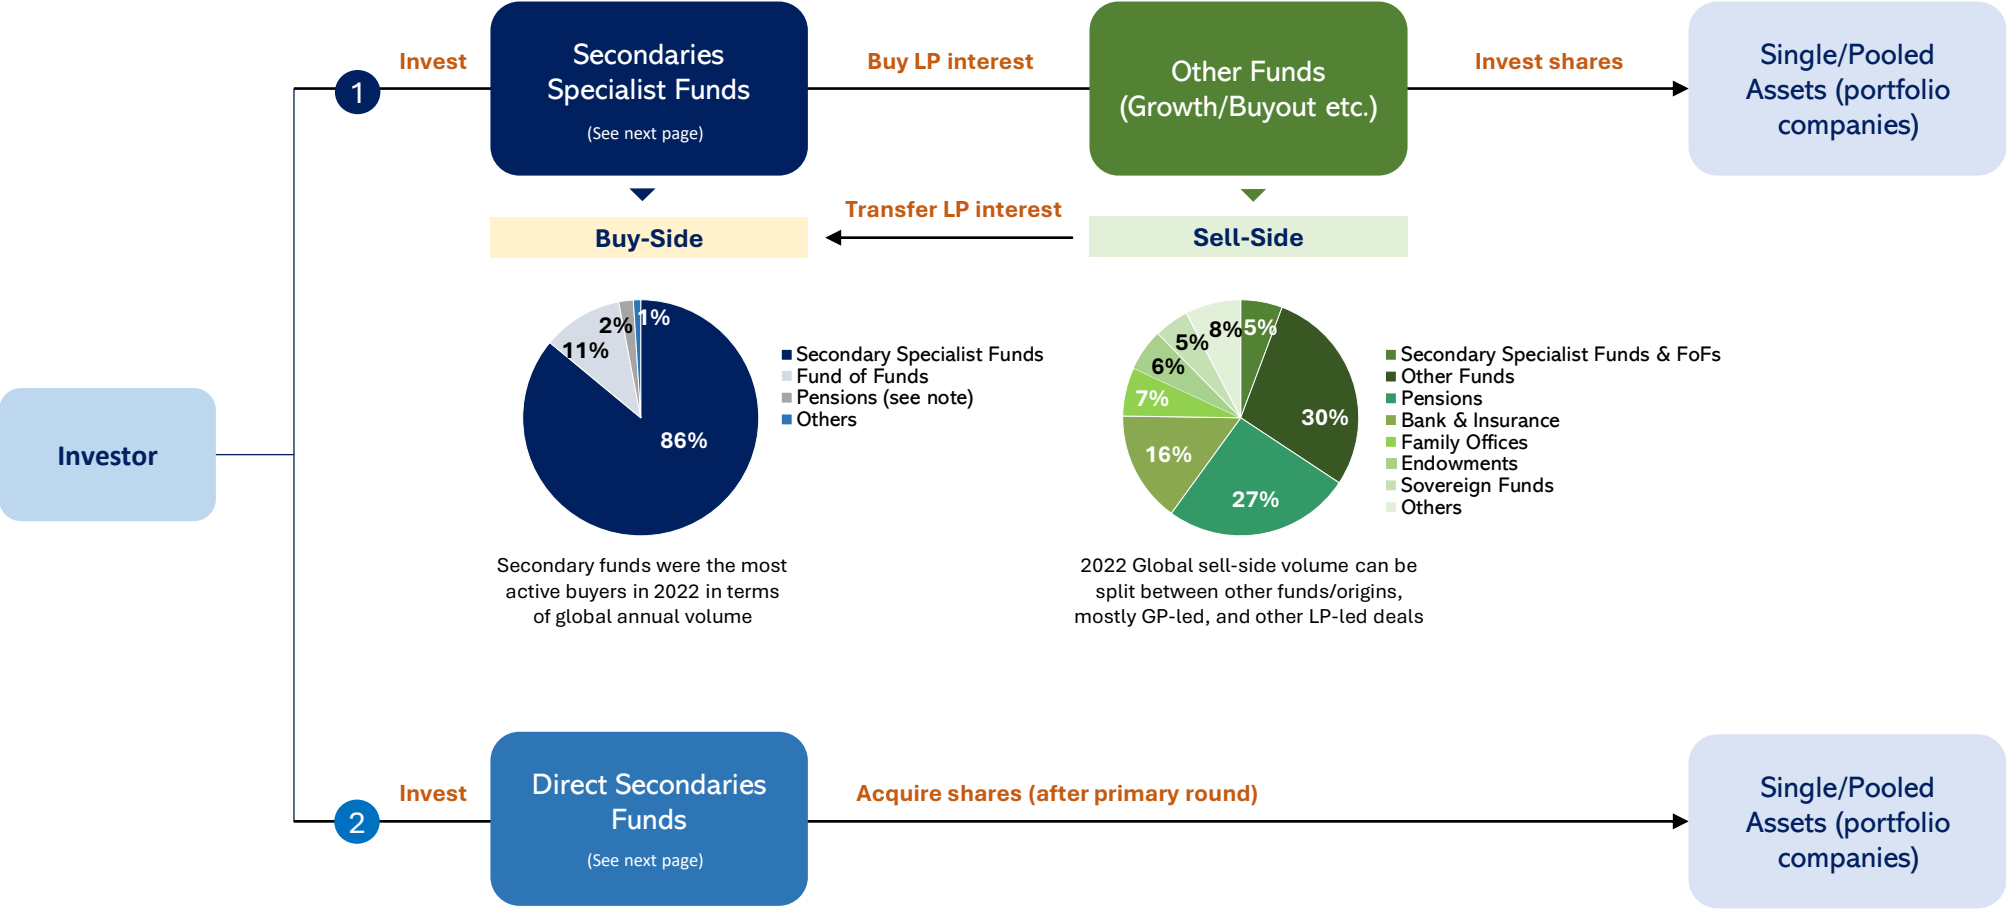 Invest
1
Secondaries
Specialist Funds
(See next page)
Buy LP interest
Other Funds
(Growth/Buyout etc.)
Invest shares
Single/Pooled
Assets (portfolio
companies)
Buy-Side
Transfer LP interest
Sell-Side
1%
2%
11%
86%
Secondary Specialist Funds
Fund of Funds
Pensions (see note)
Others
8%
5%
5%
6%
7%
30%
16%
27%
Secondary Specialist Funds & FoFs
Other Funds
Pensions
Bank & Insurance
Family Offices
Endowments
Sovereign Funds
Others
Investor
Secondary funds were the most
active buyers in 2022 in terms
of global annual volume
2022 Global sell-side volume can be
split between other funds/origins,
mostly GP-led, and other LP-led deals
Invest
2
Direct Secondaries
Funds
(See next page)
Acquire shares (after primary round)
Single/Pooled
Assets (portfolio
companies)